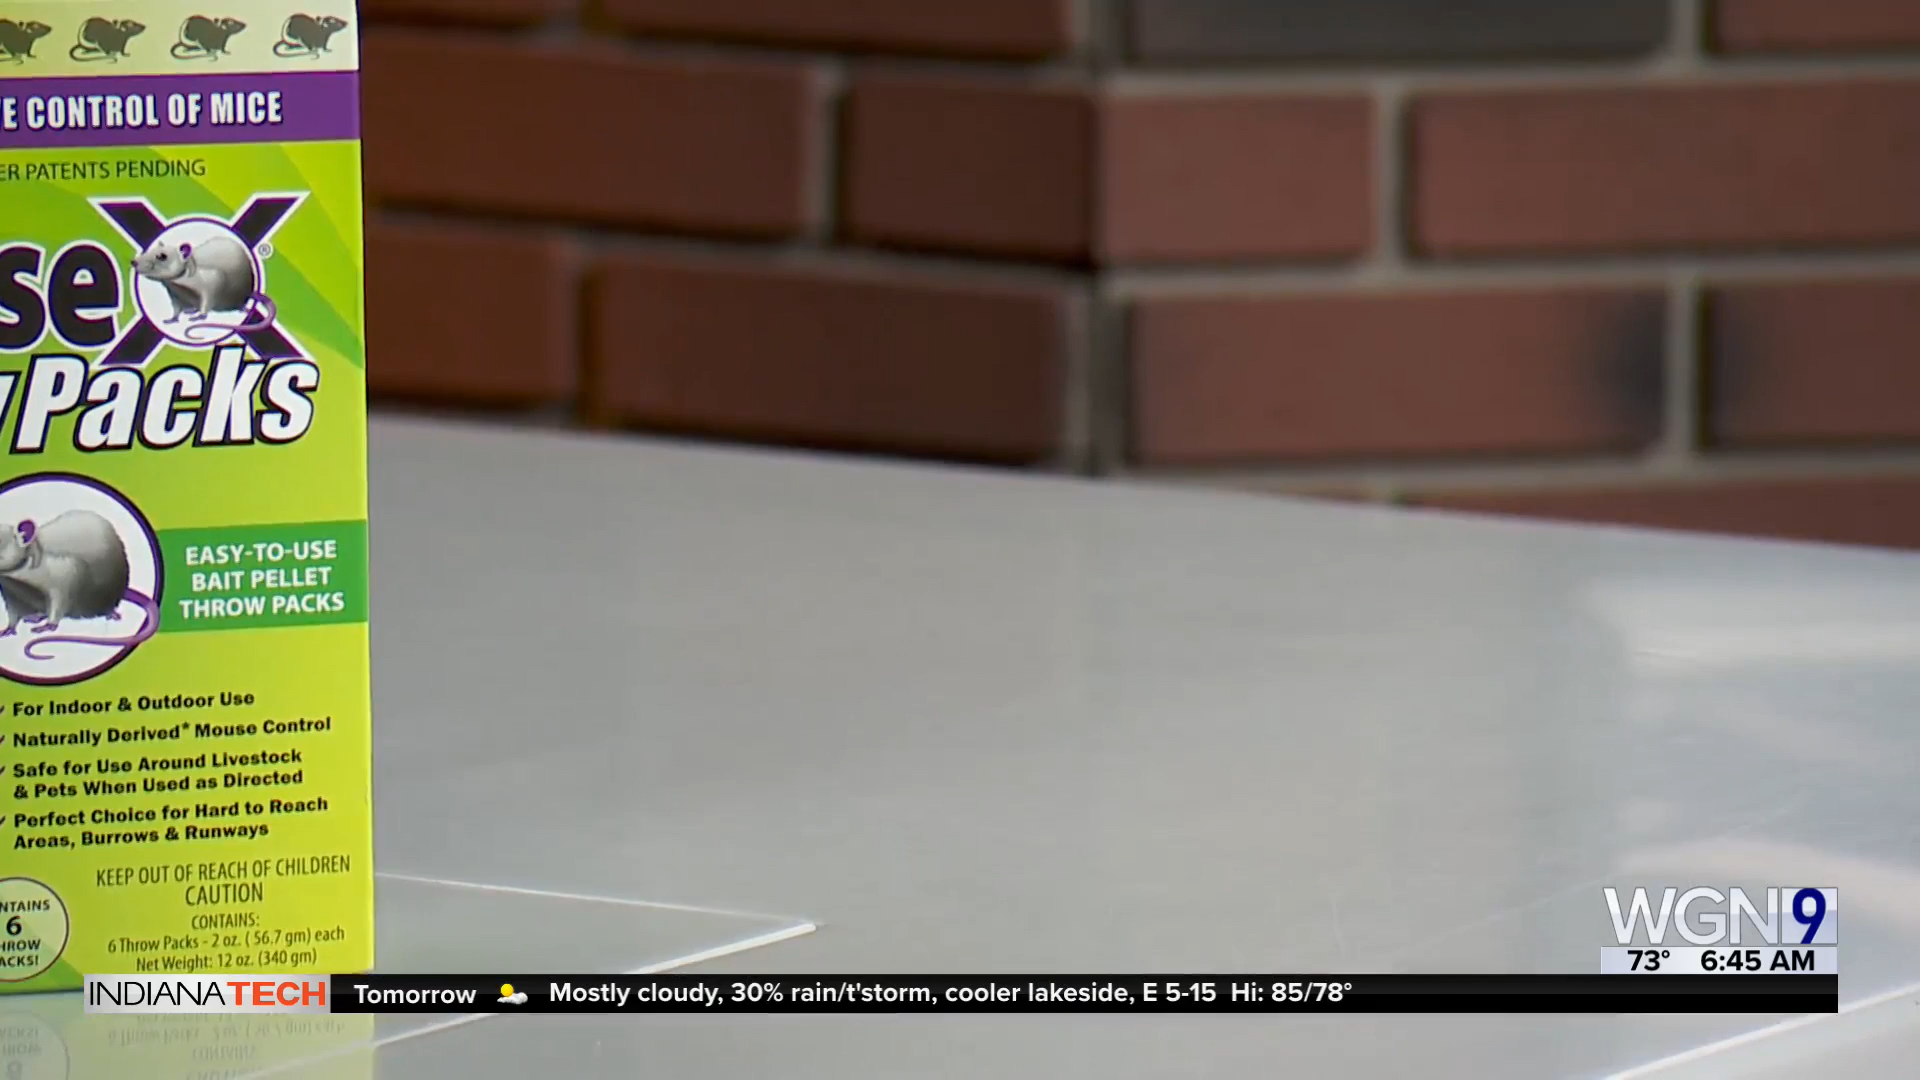 E CONTROL OF MICE
ER PATENTS PENDING
se X®
Packs
EASY-TO-USE
BAIT PELLET
THROW PACKS
For Indoor & Outdoor Use
Naturally Derived* Mouse Control
Safe for Use Around Livestock
& Pets When Used as Directed
Perfect Choice for Hard to Reach
Areas, Burrows & Runways
KEEP OUT OF REACH OF CHILDREN
CAUTION
CONTAINS:
6 Throw Packs - 2 oz. ( 56.7 gm) each
Net Weight: 12 oz. (340 gm)
NTAINS
6
HROW
ACKS!
WGN9
73° 6:45 AM
INDIANA TECH Tomorrow Mostly cloudy, 30% rain/t'storm, cooler lakeside, E 5-15 Hi: 85/78°